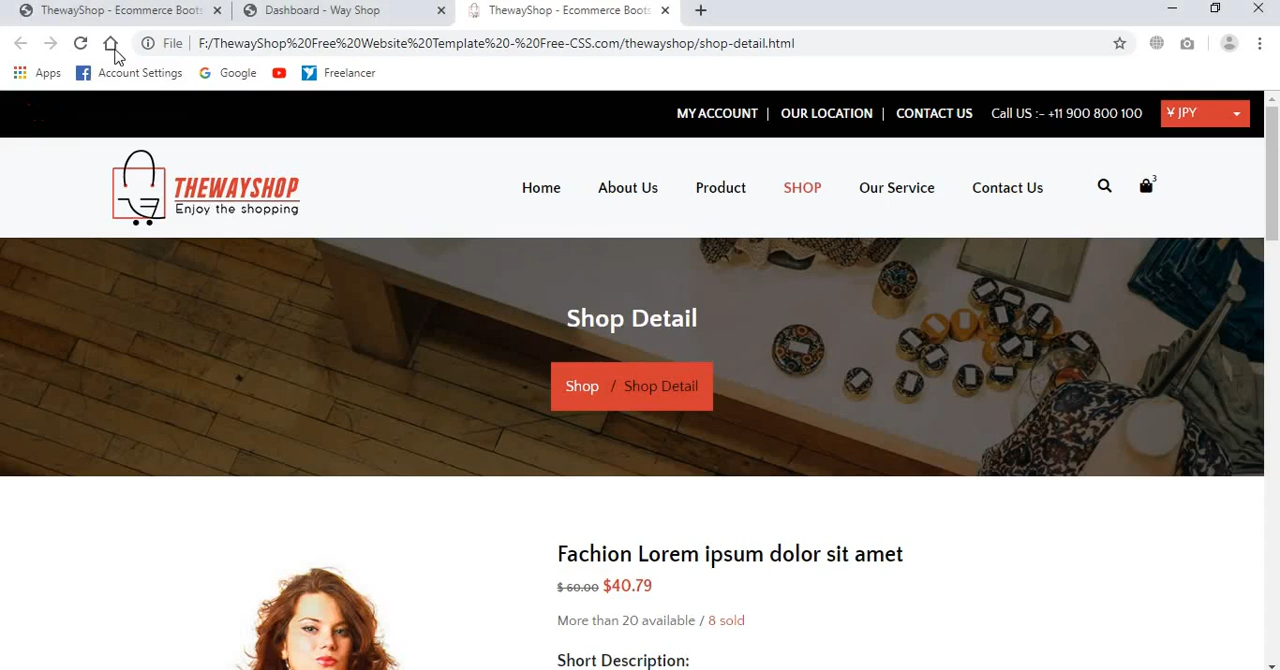 ThewayShop - Ecommerce Boots
Dashboard - Way Shop
ThewayShop - Ecommerce Boots
File
F:/ThewayShop%20Free%20Website%20Template%20-%20Free-CSS.com/thewayshop/shop-detail.html
Apps
Account Settings
Google
Freelancer
MY ACCOUNT | OUR LOCATION | CONTACT US Call US :- +11 900 800 100 ¥ JPY
THEWAYSHOP
Enjoy the shopping
Home About Us Product SHOP Our Service Contact Us 3
Shop Detail
Shop / Shop Detail
Fachion Lorem ipsum dolor sit amet
$ 60.00 $40.79
More than 20 available / 8 sold
Short Description: